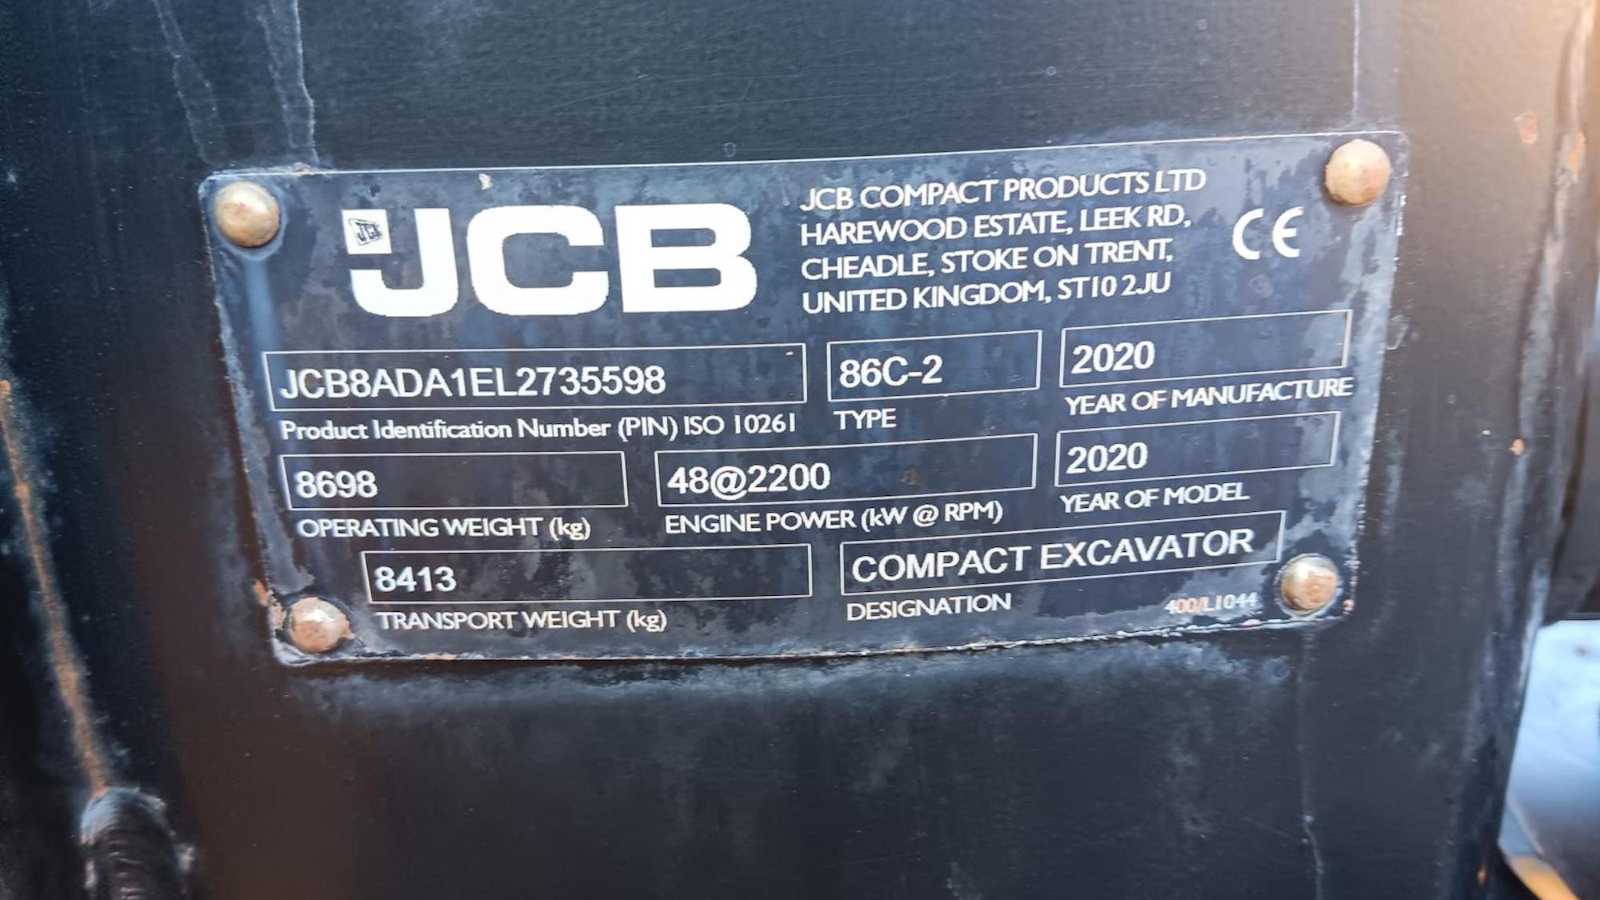 JCB
JCB
JCB COMPACT PRODUCTS LTD
HAREWOOD ESTATE, LEEK RD,
CHEADLE, STOKE ON TRENT,
UNITED KINGDOM, ST10 2JU
CE
JCB8ADA1EL2735598
Product Identification Number (PIN) ISO 10261
86C-2
TYPE
2020
YEAR OF MANUFACTURE
8698
OPERATING WEIGHT (kg)
48@2200
ENGINE POWER (kW @ RPM)
2020
YEAR OF MODEL
8413
TRANSPORT WEIGHT (kg)
COMPACT EXCAVATOR
DESIGNATION
400/L1044